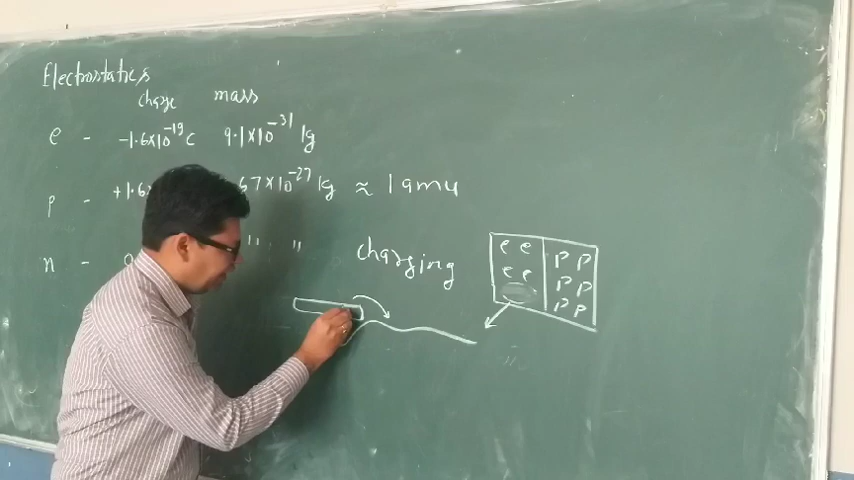 Electrostatics
charge mass
e - -1.6x10^-19 C 9.1x10^-31 kg
p - +1.6 67x10^-27 kg ≈ 1 amu
n - 0 " "
charging
e e
e e
P P
P P
P P